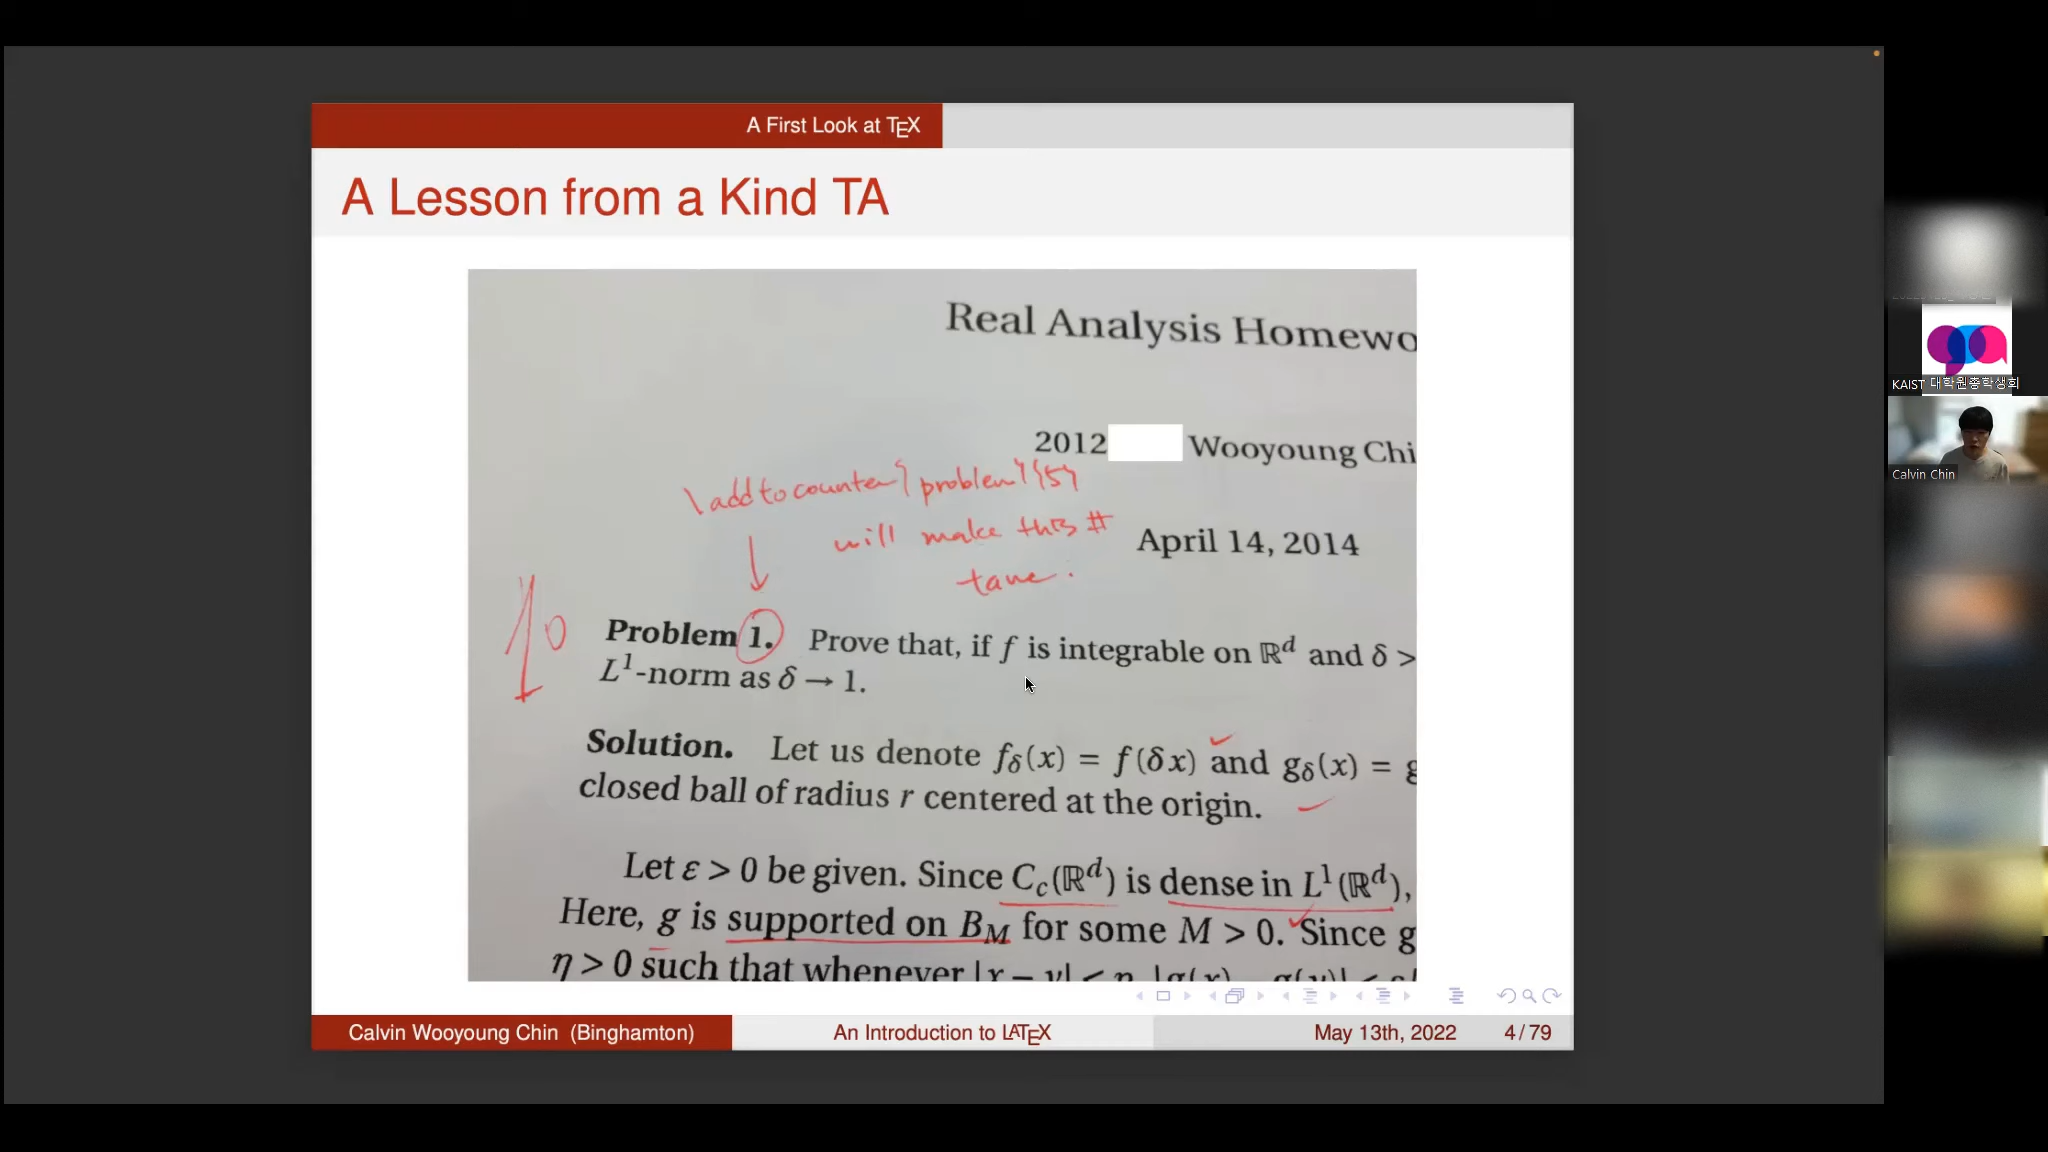 A First Look at TEX
A Lesson from a Kind TA
Real Analysis Homewo
2012 Wooyoung Chi
\addtocounter{problem}{5}
will make this #
April 14, 2014
10
Problem 1. Prove that, if f is integrable on ℝᵈ and δ >
L¹-norm as δ → 1.
Solution. Let us denote f_δ(x) = f(δx) and g_δ(x) = g
closed ball of radius r centered at the origin.
Let ε > 0 be given. Since C_c(ℝᵈ) is dense in L¹(ℝᵈ),
Here, g is supported on B_M for some M > 0. Since g
η > 0 such that whenever |x − y| < η, |g(x) − g(y)| < ε/
Calvin Wooyoung Chin (Binghamton)
An Introduction to LATEX
May 13th, 2022
4 / 79
KAIST 대학원총학생회
Calvin Chin